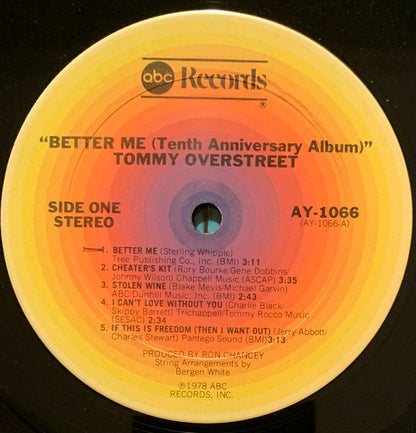 abc Records
®
"BETTER ME (Tenth Anniversary Album)"
TOMMY OVERSTREET
SIDE ONE
STEREO
AY-1066
(AY-1066-A)
1. BETTER ME (Sterling Whipple)
Tree Publishing Co., Inc. (BMI) 3:11
2. CHEATER'S KIT (Rory Bourke/Gene Dobbins/
Johnny Wilson) Chappell Music (ASCAP) 3:35
3. STOLEN WINE (Blake Mevis/Michael Garvin)
ABC/Dunhill Music, Inc. (BMI) 2:43
4. I CAN'T LOVE WITHOUT YOU (Charlie Black/
Skippy Barrett) Trichappell/Tommy Rocco Music
(SESAC) 2:34
5. IF THIS IS FREEDOM (THEN I WANT OUT) (Jerry Abbott/
Charles Stewart) Pantego Sound (BMI) 3:13
PRODUCED BY RON CHANCEY
String Arrangements by
Bergen White
℗1978 ABC
RECORDS, INC.